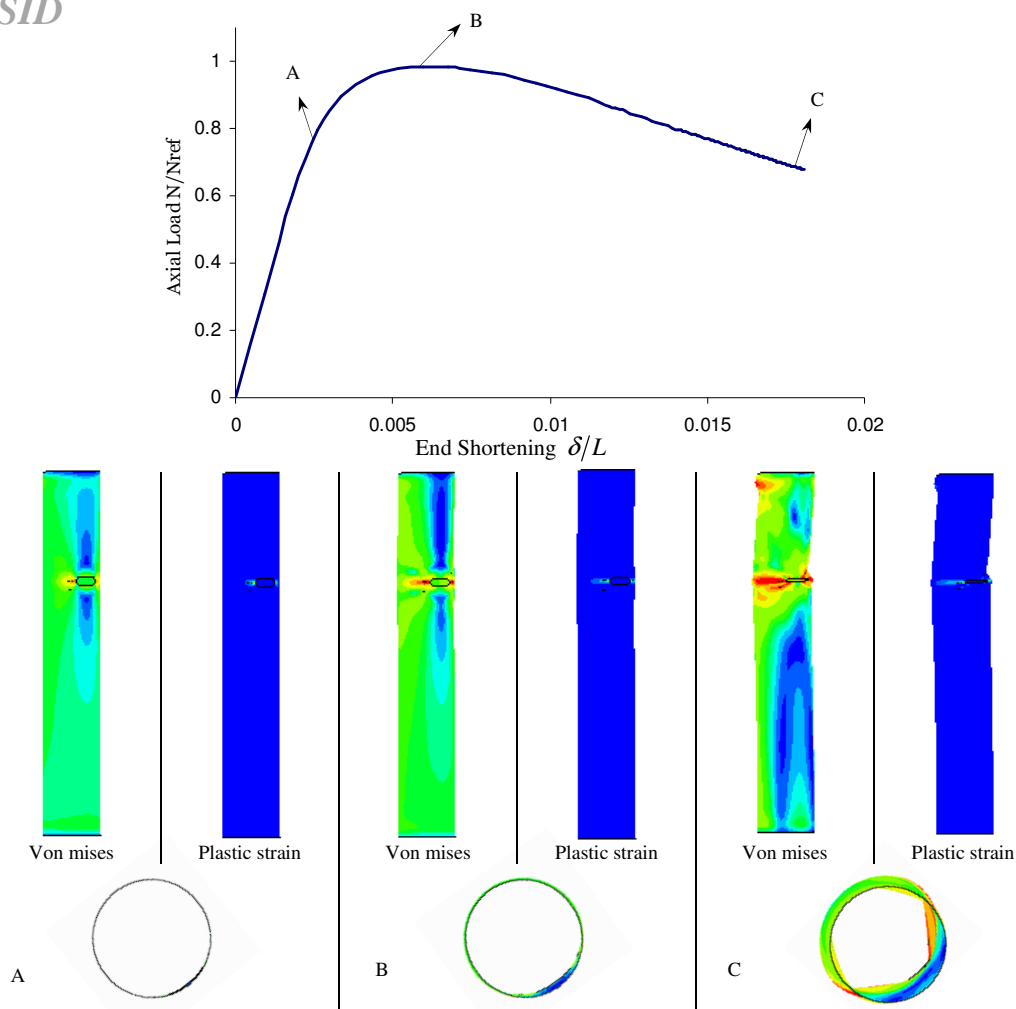 SID
B
1
A
C
0.8
Axial Load N/Nref
0.6
0.4
0.2
0
0 0.005 0.01 0.015 0.02
End Shortening δ/L
Von mises Plastic strain Von mises Plastic strain Von mises Plastic strain
A B C